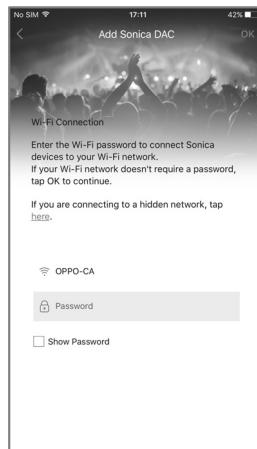 No SIM 17:11 42%
Add Sonica DAC OK
Wi-Fi Connection
Enter the Wi-Fi password to connect Sonica
devices to your Wi-Fi network.
If your Wi-Fi network doesn't require a password,
tap OK to continue.
If you are connecting to a hidden network, tap
here.
OPPO-CA
Password
Show Password